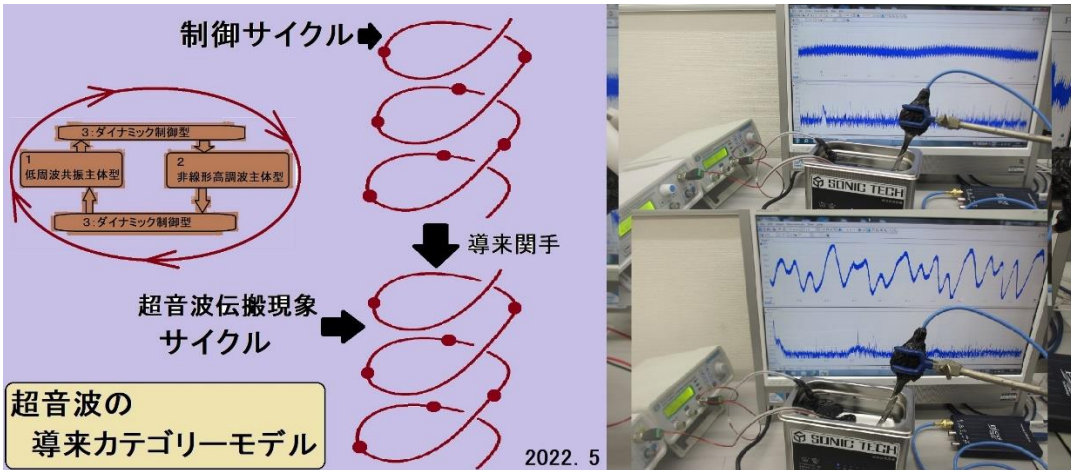 制御サイクル
3:ダイナミック制御型
1
低周波共振主体型
2
非線形高調波主体型
3:ダイナミック制御型
導来関手
超音波伝搬現象
サイクル
超音波の
導来カテゴリーモデル
2022. 5
SONIC TECH
SONIC TECH